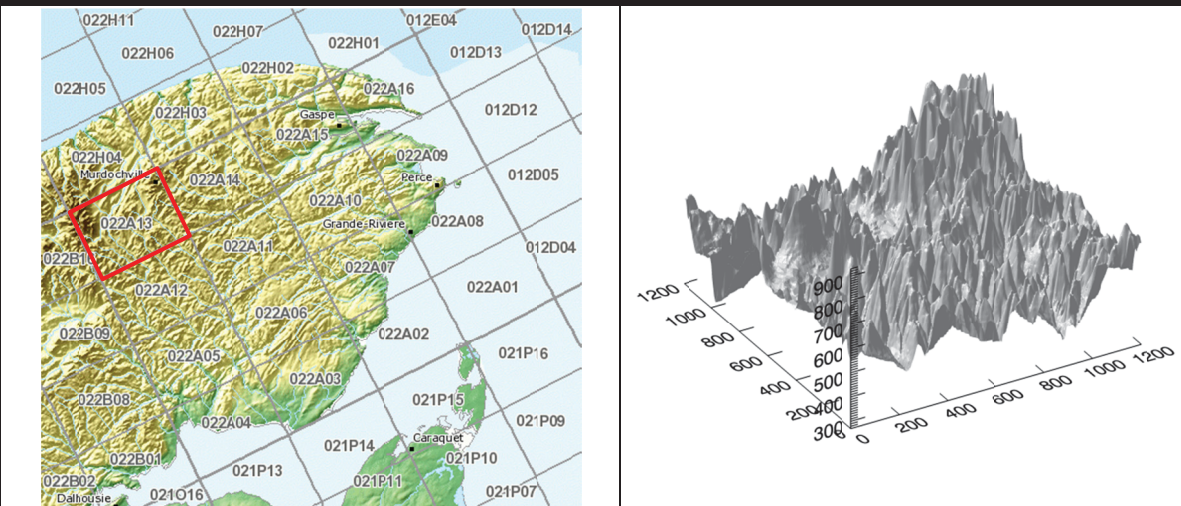 022H11
012E04
012D14
022H07
022H01
012D13
022H06
022H02
022H05
022A16
012D12
022H03
Gaspe
022A15
022H04
022A09
Murdochville
022A14
012D05
Perce
022A10
022A13
Grande-Riviere
022A08
022A11
012D04
022B16
022A07
022A12
022A01
022A06
022B09
022A02
022A05
021P16
022A03
022B08
021P15
022A04
021P09
Caraquet
021P14
022B01
021P10
021P13
022B02
021P11
021P07
Dalhousie
021O16
1200
1000
800
600
400
200
0
900
800
700
600
500
400
300
0
200
400
600
800
1000
1200